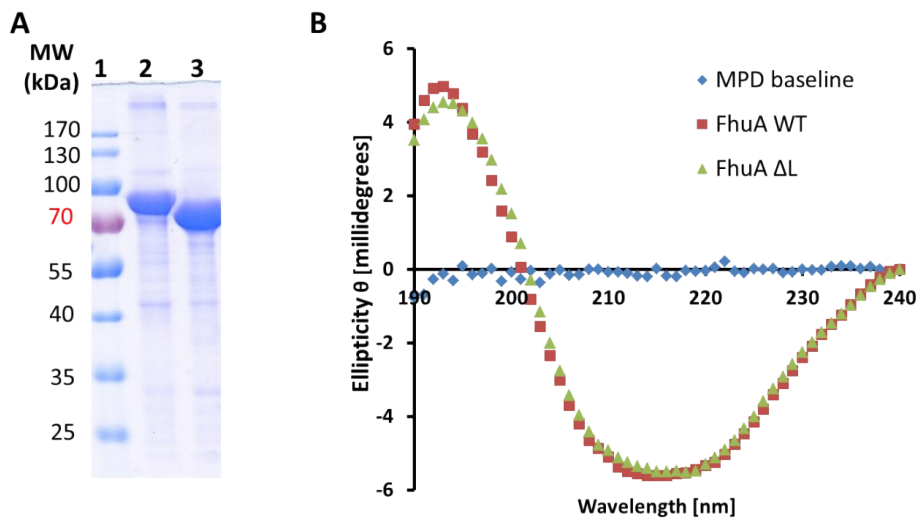 A
MW
(kDa)
1 2 3
170
130
100
70
55
40
35
25
B
Ellipticity θ [millidegrees]
6
4
2
0
-2
-4
-6
190 200 210 220 230 240
Wavelength [nm]
MPD baseline
FhuA WT
FhuA ΔL